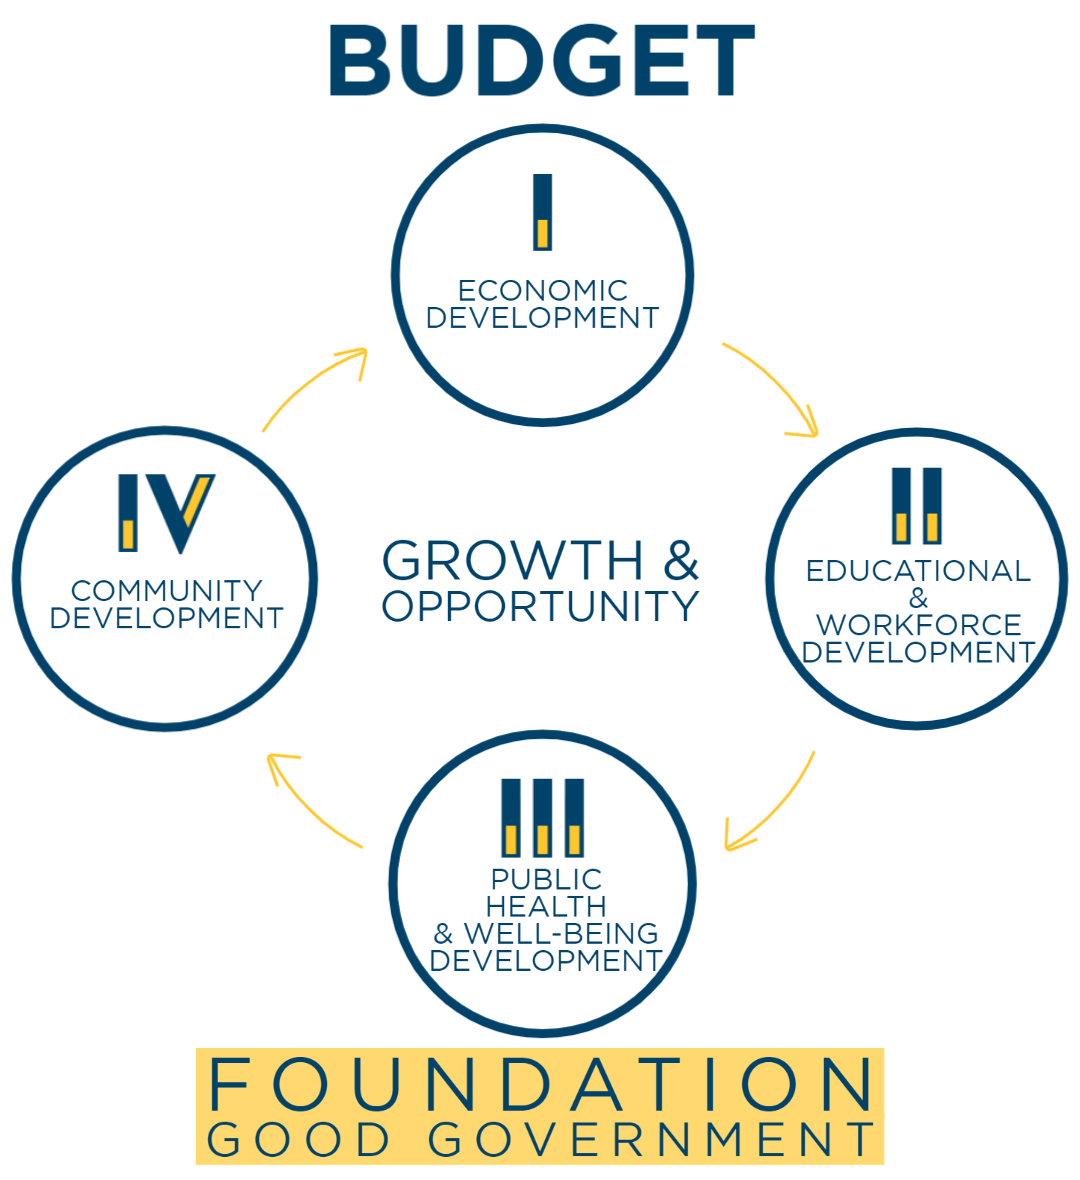 BUDGET
I
ECONOMIC
DEVELOPMENT
II
EDUCATIONAL
&
WORKFORCE
DEVELOPMENT
III
PUBLIC
HEALTH
& WELL-BEING
DEVELOPMENT
IV
COMMUNITY
DEVELOPMENT
GROWTH &
OPPORTUNITY
FOUNDATION
GOOD GOVERNMENT